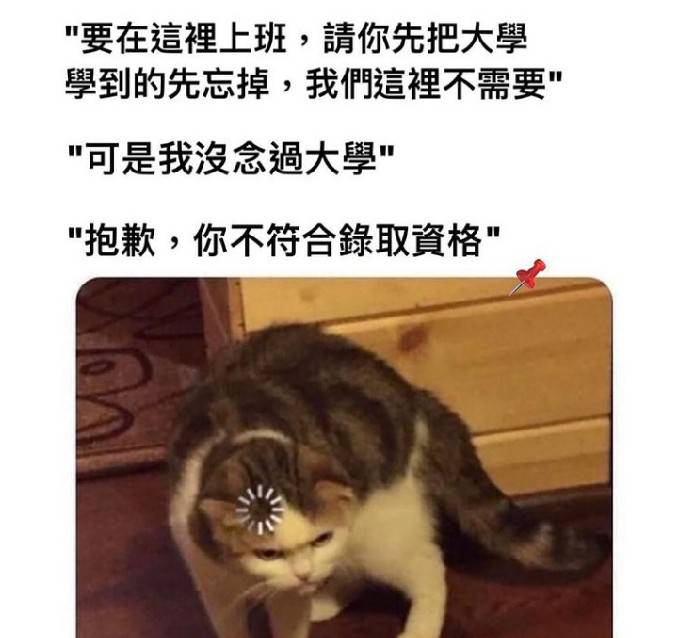 "要在這裡上班，請你先把大學
學到的先忘掉，我們這裡不需要"
"可是我沒念過大學"
"抱歉，你不符合錄取資格"